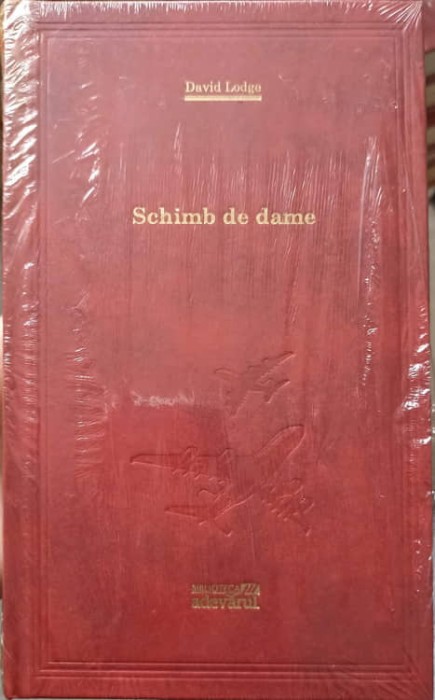 David Lodge
Schimb de dame
BIBLIOTECA
adevărul